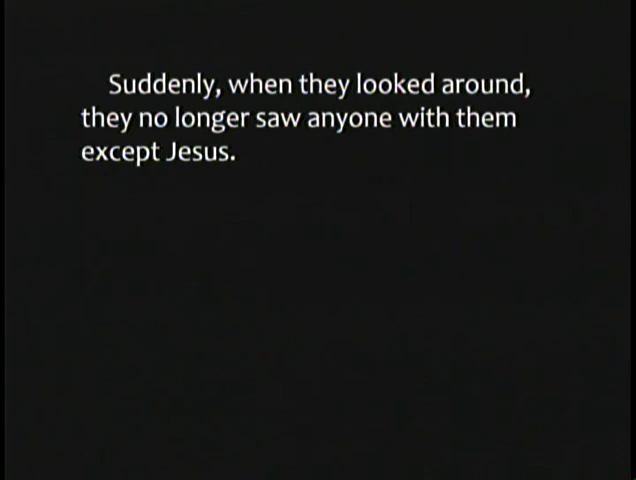 Suddenly, when they looked around,
they no longer saw anyone with them
except Jesus.